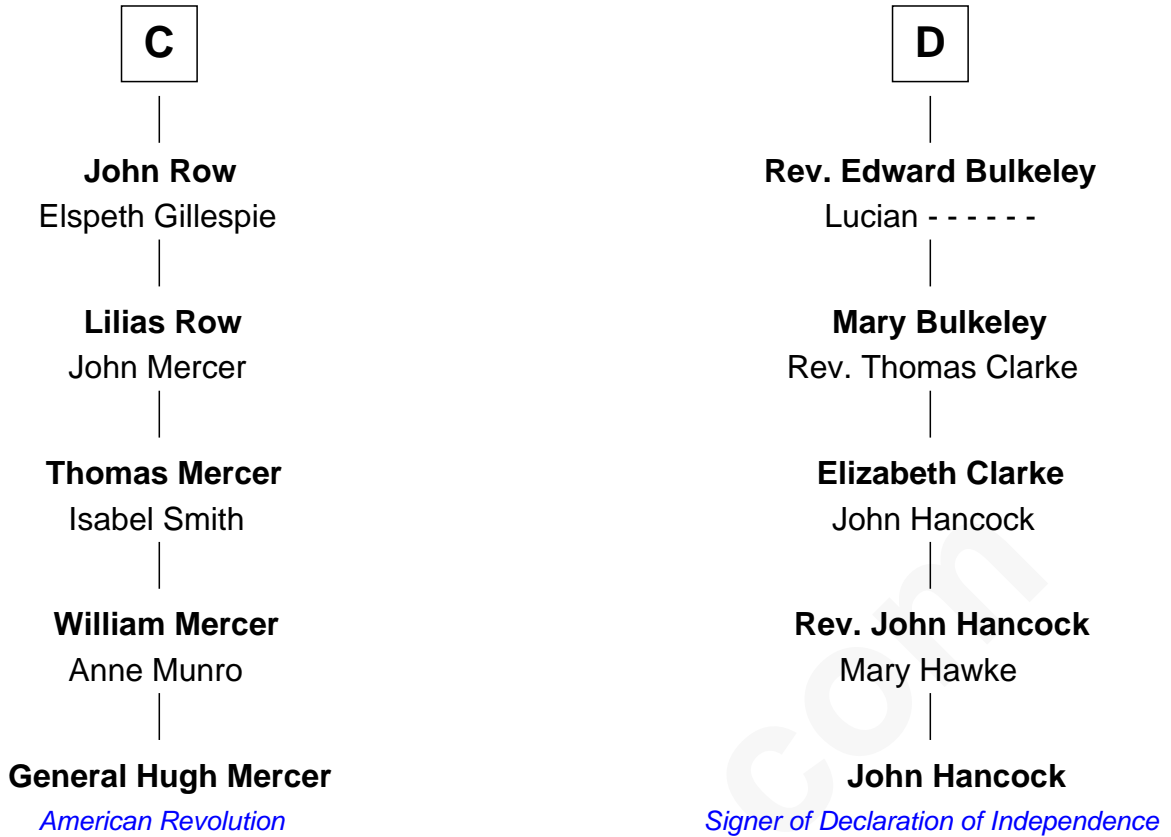 C
John Row
Elspeth Gillespie
Lilias Row
John Mercer
Thomas Mercer
Isabel Smith
William Mercer
Anne Munro
General Hugh Mercer
American Revolution
D
Rev. Edward Bulkeley
Lucian - - - - - -
Mary Bulkeley
Rev. Thomas Clarke
Elizabeth Clarke
John Hancock
Rev. John Hancock
Mary Hawke
John Hancock
Signer of Declaration of Independence
com